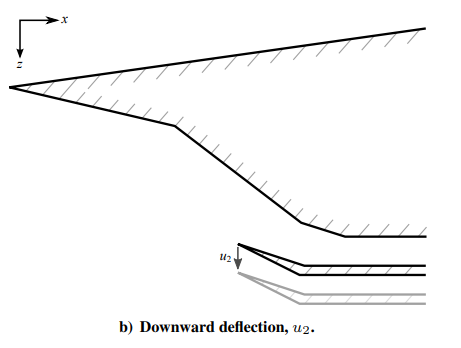 x
z
u₂
b) Downward deflection, u₂.